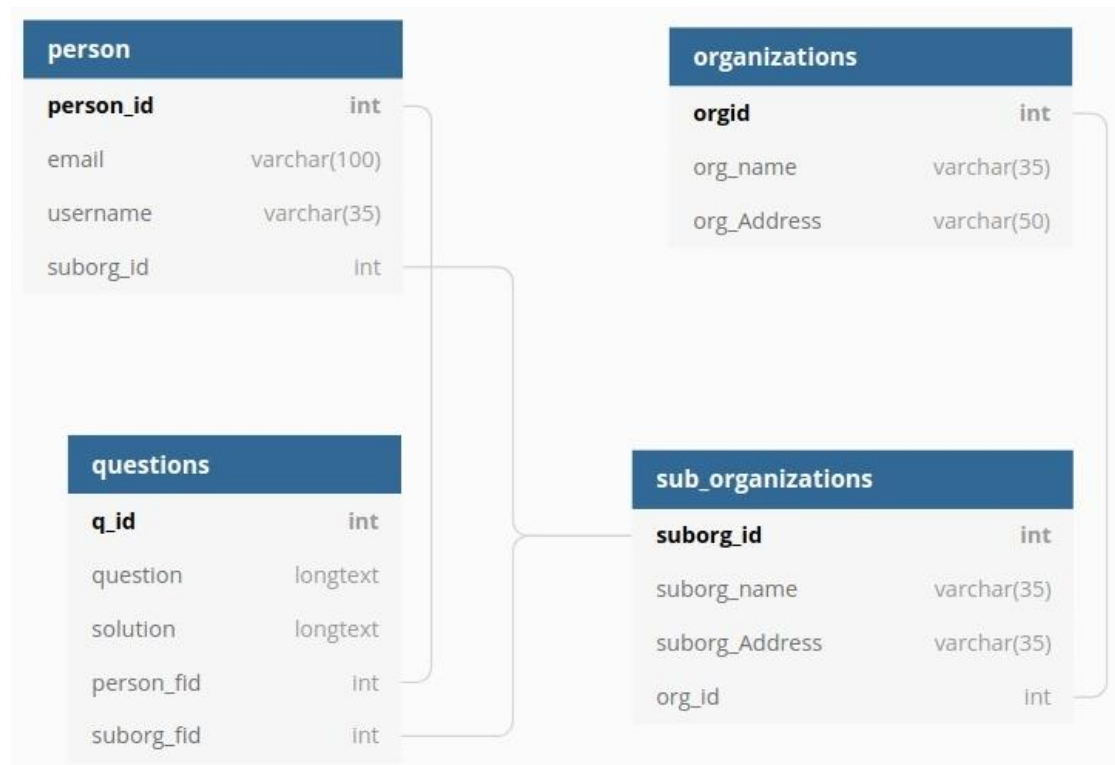 person
person_id int
email varchar(100)
username varchar(35)
suborg_id int
organizations
orgid int
org_name varchar(35)
org_Address varchar(50)
questions
q_id int
question longtext
solution longtext
person_fid int
suborg_fid int
sub_organizations
suborg_id int
suborg_name varchar(35)
suborg_Address varchar(35)
org_id int